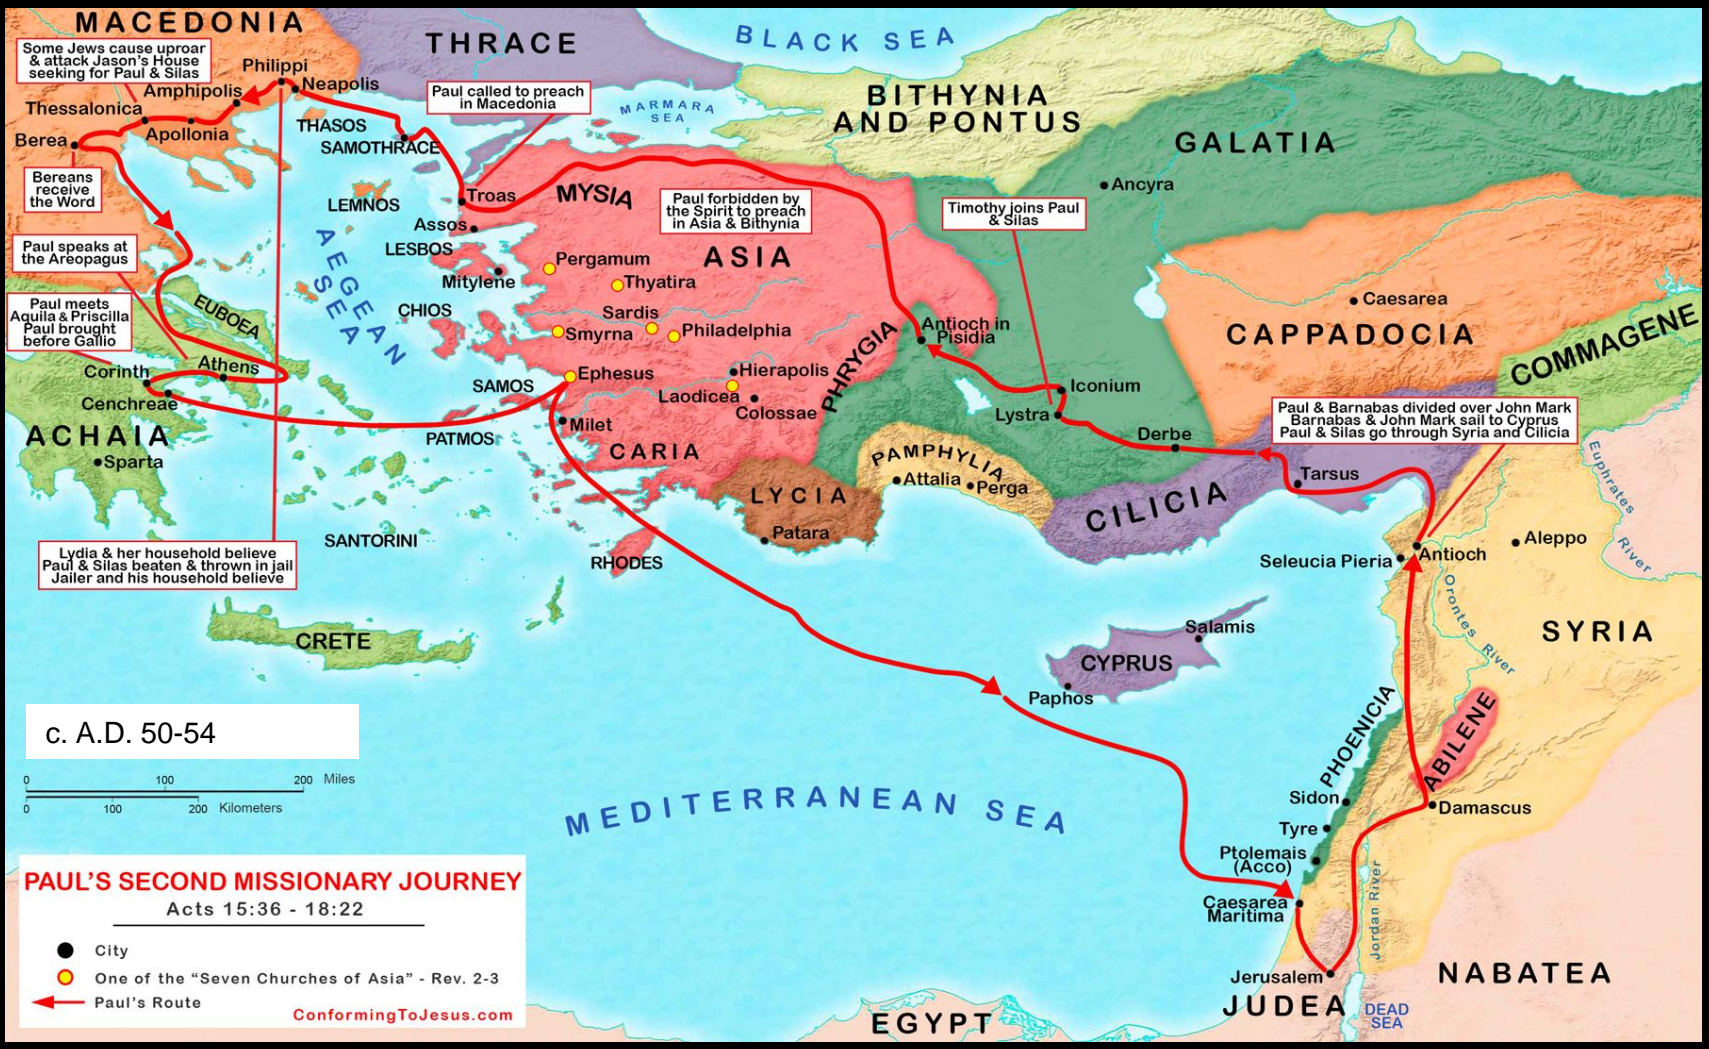 MACEDONIA
THRACE
BLACK SEA
Some Jews cause uproar
& attack Jason's House
seeking for Paul & Silas
Philippi
Neapolis
Amphipolis
Thessalonica
Apollonia
Berea
THASOS
SAMOTHRACE
Paul called to preach
in Macedonia
MARMARA
SEA
BITHYNIA
AND PONTUS
GALATIA
Ancyra
Bereans
receive
the Word
LEMNOS
Troas
MYSIA
Assos
LESBOS
Mitylene
Paul forbidden by
the Spirit to preach
in Asia & Bithynia
Timothy joins Paul
& Silas
ASIA
Paul speaks at
the Areopagus
AEGEAN
SEA
Pergamum
Thyatira
Sardis
Smyrna
Philadelphia
CHIOS
Paul meets
Aquila & Priscilla
Paul brought
before Gallio
EUBOEA
Caesarea
CAPPADOCIA
COMMAGENE
Antioch in
Pisidia
PHRYGIA
Athens
Corinth
Cenchreae
SAMOS
Ephesus
Hierapolis
Laodicea
Colossae
Iconium
Lystra
Derbe
ACHAIA
Sparta
PATMOS
Milet
CARIA
Paul & Barnabas divided over John Mark
Barnabas & John Mark sail to Cyprus
Paul & Silas go through Syria and Cilicia
PAMPHYLIA
Attalia
Perga
LYCIA
Patara
CILICIA
Tarsus
Euphrates
River
SANTORINI
RHODES
Lydia & her household believe
Paul & Silas beaten & thrown in jail
Jailer and his household believe
Seleucia Pieria
Antioch
Aleppo
Orontes River
SYRIA
CRETE
Salamis
CYPRUS
Paphos
c. A.D. 50-54
0 100 200 Miles
0 100 200 Kilometers
MEDITERRANEAN SEA
PHOENICIA
ABILENE
Sidon
Damascus
Tyre
Ptolemais
(Acco)
Caesarea
Maritima
Jordan River
Jerusalem
JUDEA
DEAD
SEA
NABATEA
EGYPT
PAUL'S SECOND MISSIONARY JOURNEY
Acts 15:36 - 18:22
City
One of the “Seven Churches of Asia” - Rev. 2-3
Paul's Route
ConformingToJesus.com